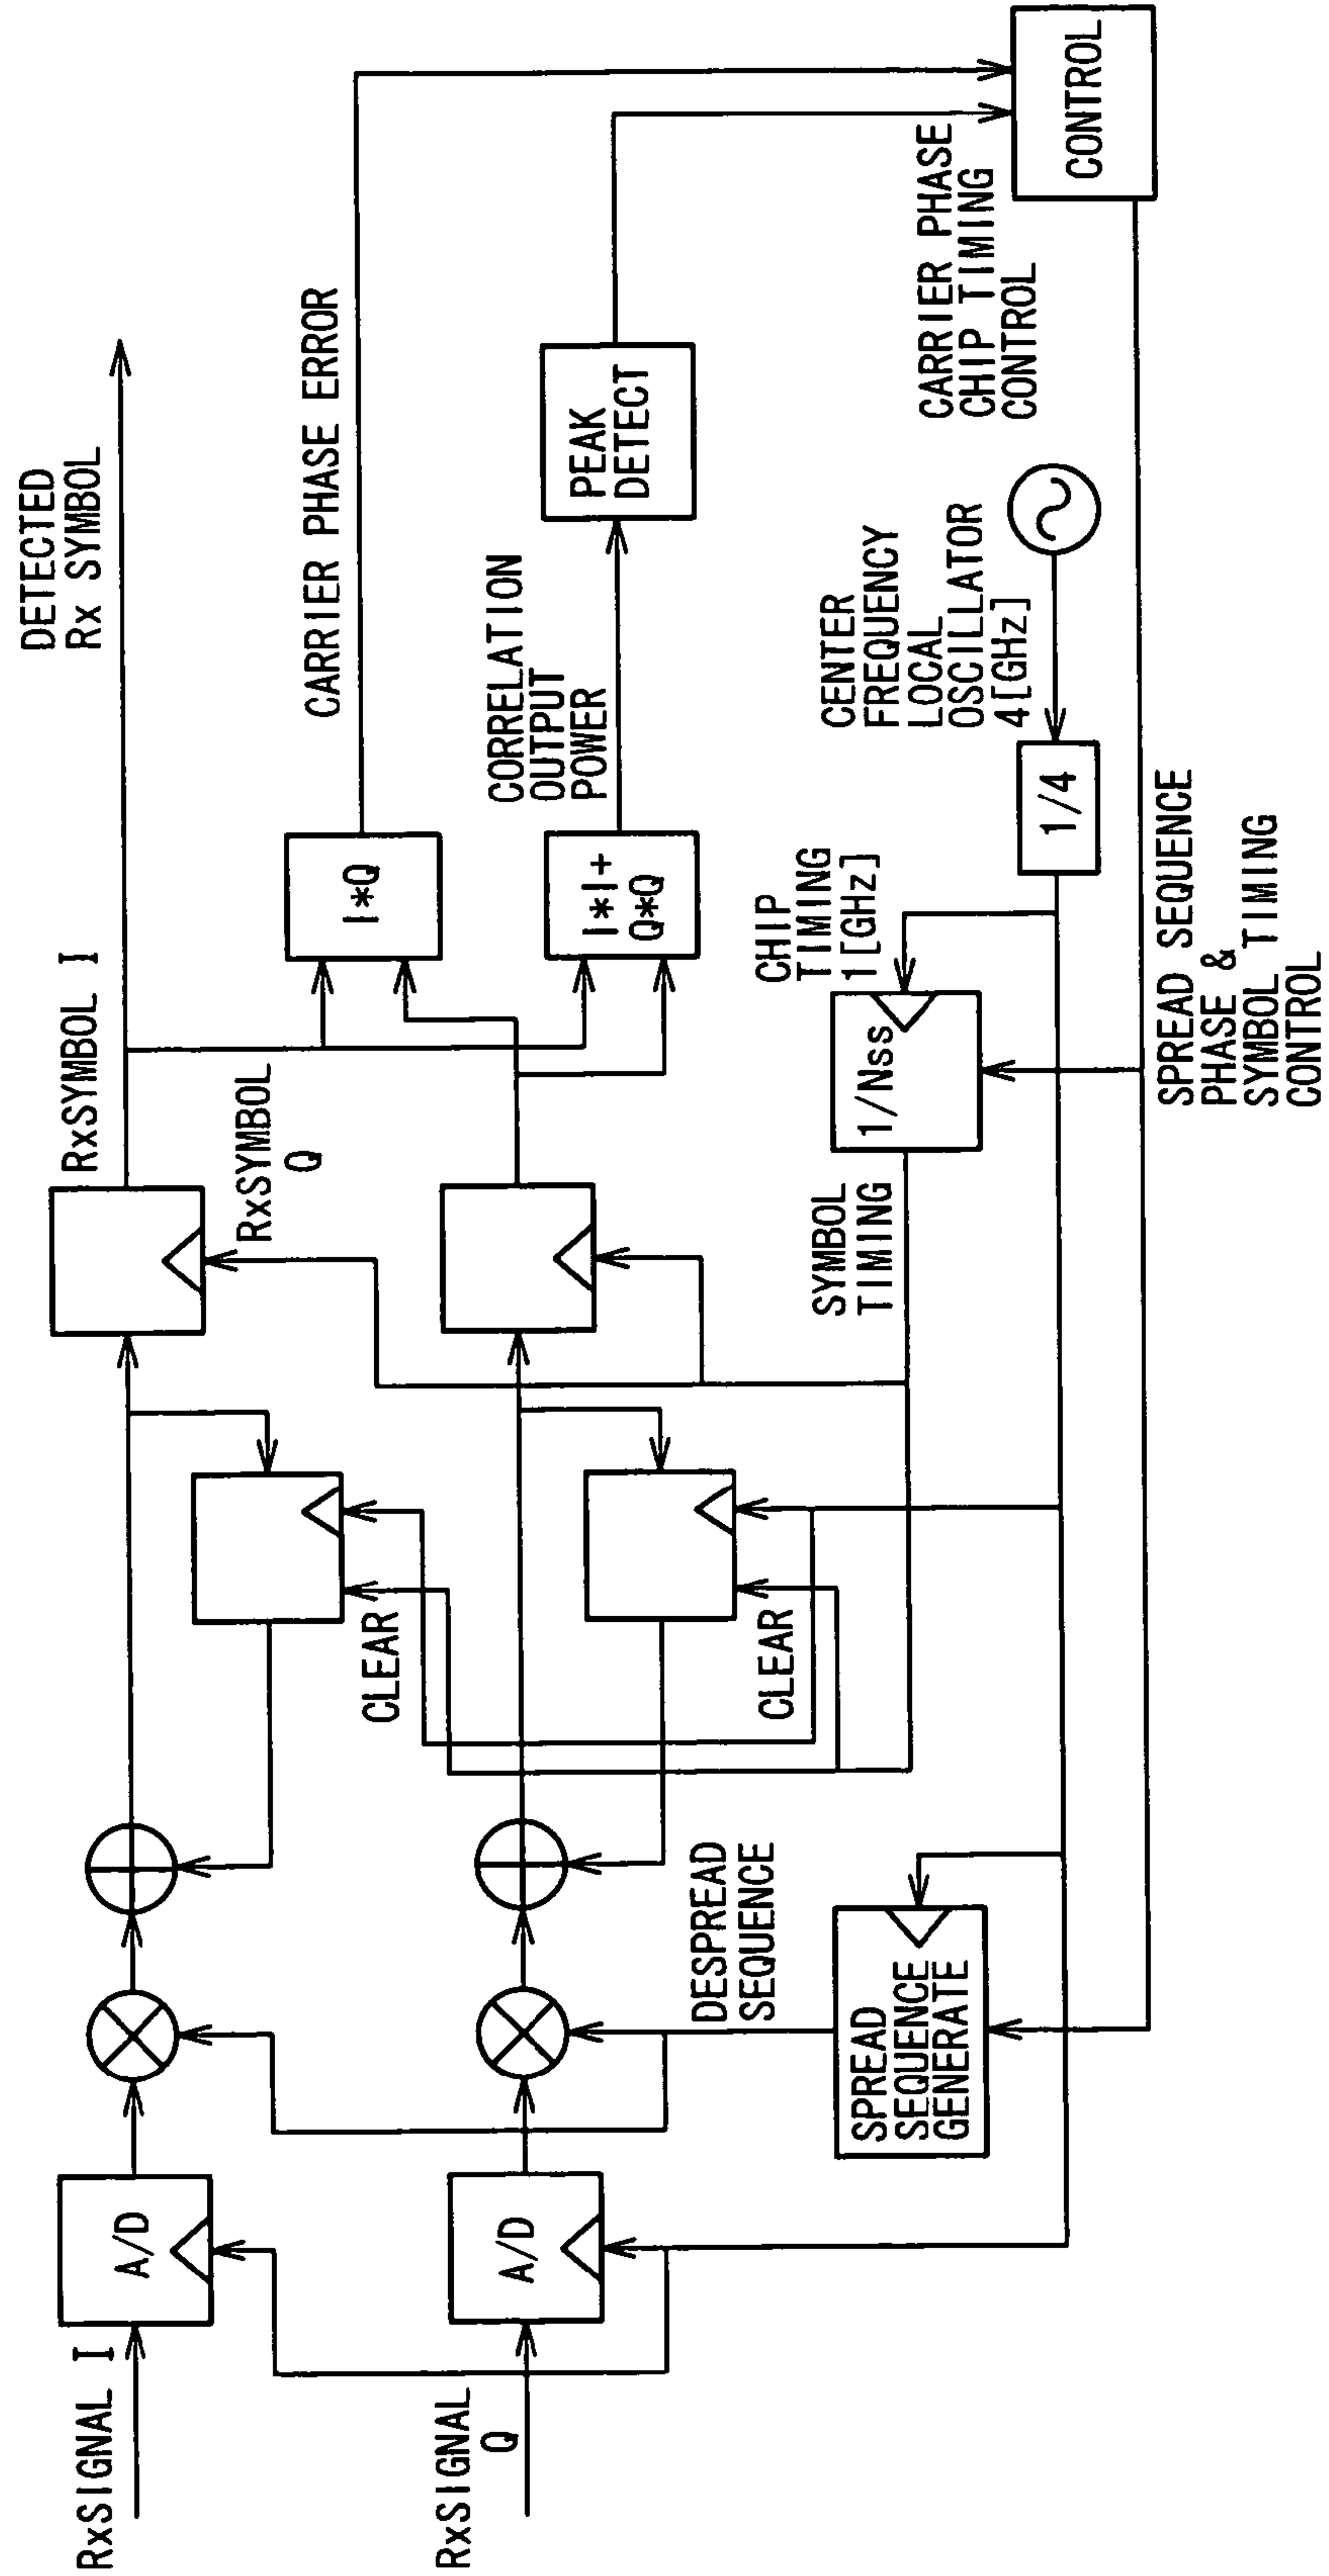 DETECTED
Rx SYMBOL
RxSYMBOL I
CARRIER PHASE ERROR
RxSYMBOL
Q
I*Q
CORRELATION
OUTPUT
POWER
I*I+
Q*Q
PEAK
DETECT
CLEAR
CLEAR
RxSIGNAL I
A/D
RxSIGNAL
Q
A/D
DESPREAD
SEQUENCE
SPREAD
SEQUENCE
GENERATE
SYMBOL
TIMING
1/Nss
CHIP
TIMING
1[GHz]
1/4
CENTER
FREQUENCY
LOCAL
OSCILLATOR
4[GHz]
CARRIER PHASE
CHIP TIMING
CONTROL
CONTROL
SPREAD SEQUENCE
PHASE &
SYMBOL TIMING
CONTROL